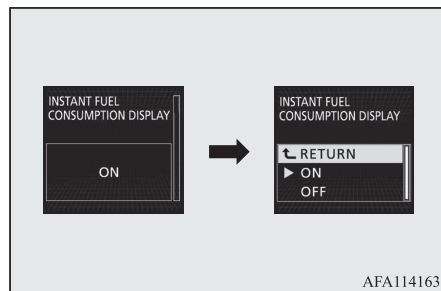 INSTANT FUEL
CONSUMPTION DISPLAY
ON
INSTANT FUEL
CONSUMPTION DISPLAY
RETURN
ON
OFF
AFA114163